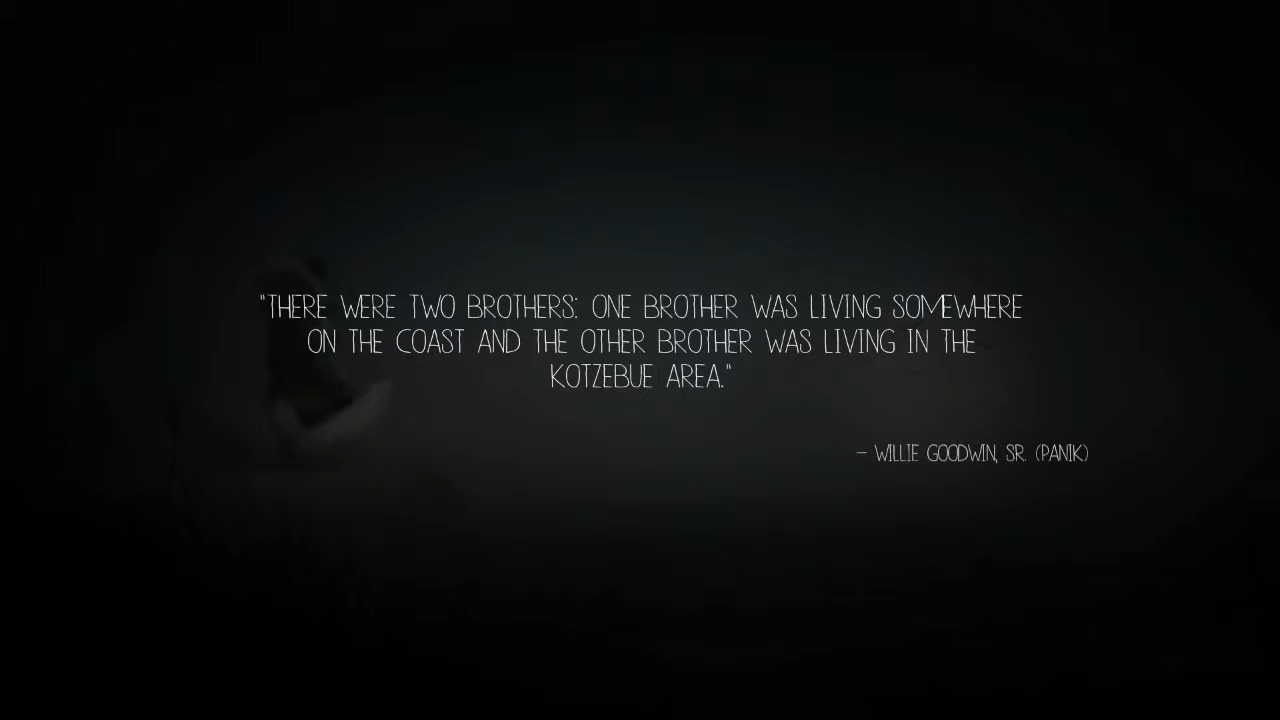 "THERE WERE TWO BROTHERS: ONE BROTHER WAS LIVING SOMEWHERE
ON THE COAST AND THE OTHER BROTHER WAS LIVING IN THE
KOTZEBUE AREA."
- WILLIE GOODWIN, SR. (PANIK)